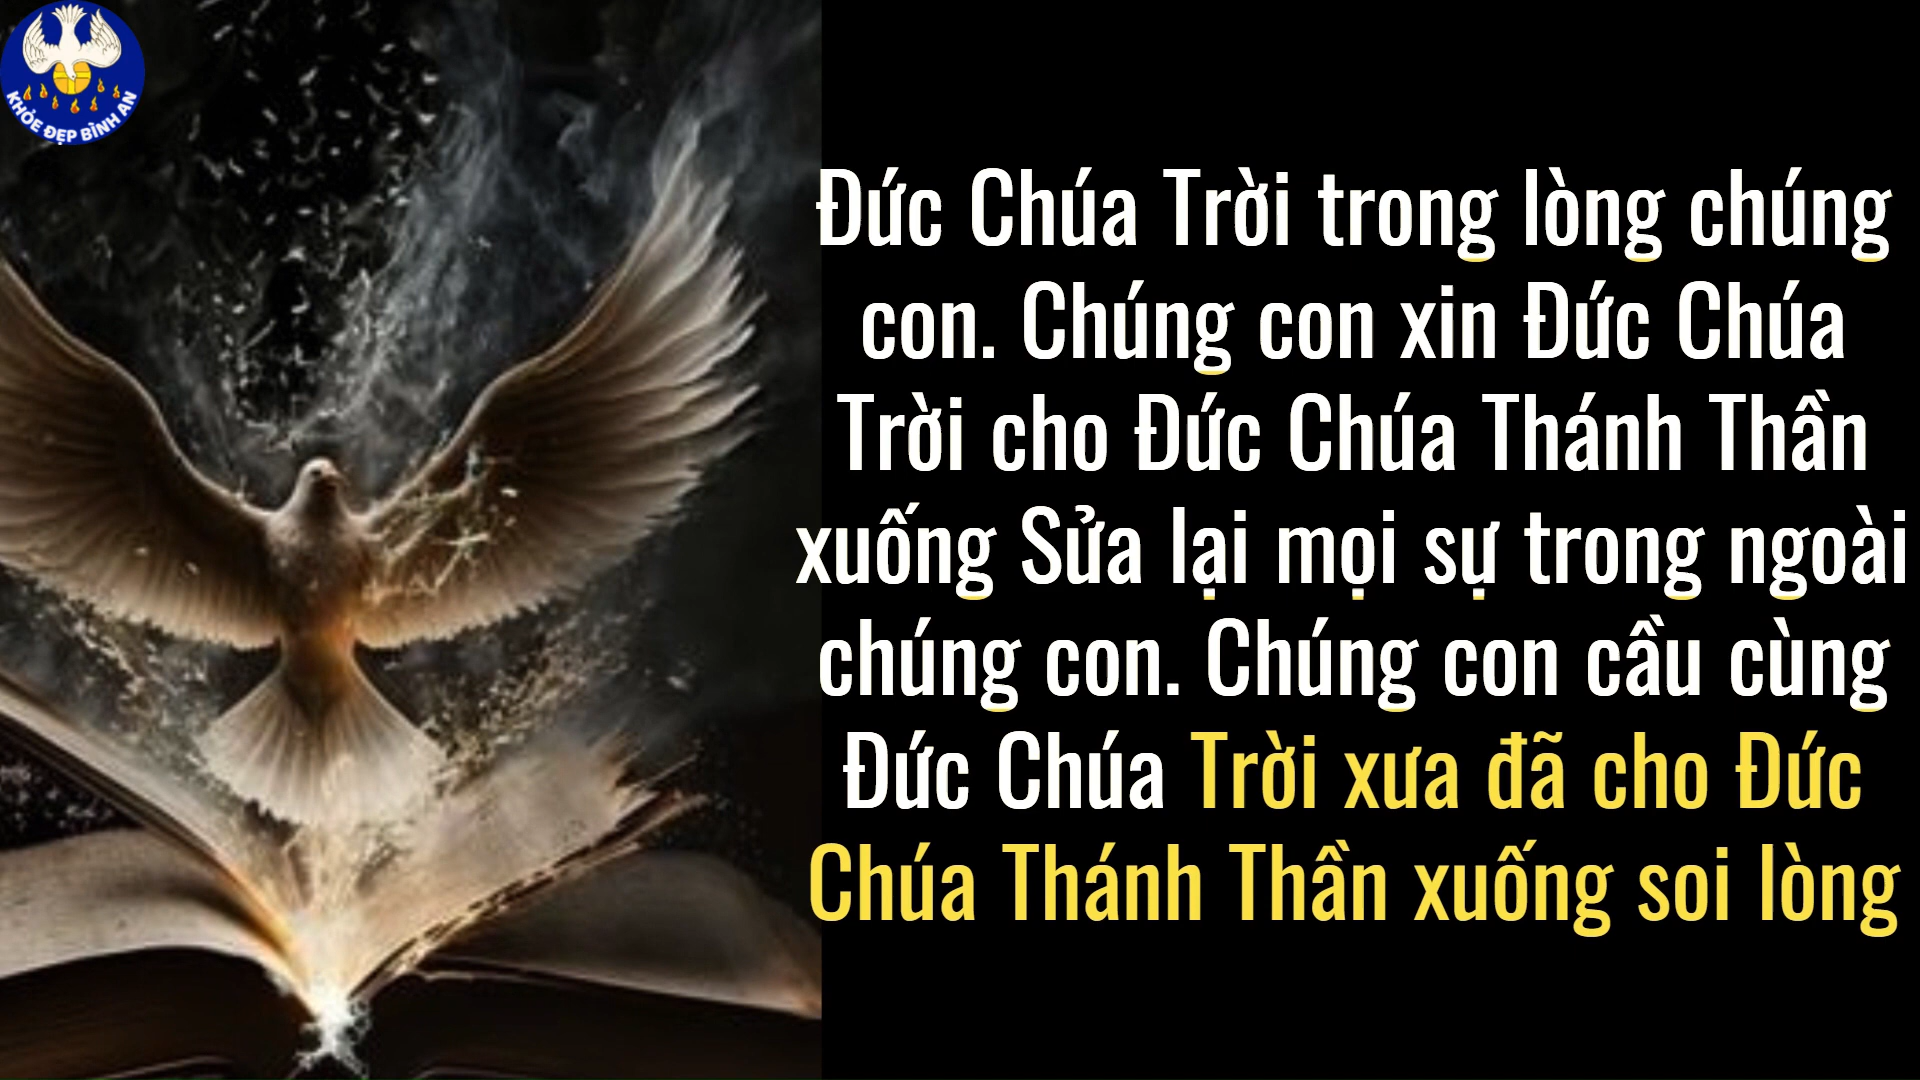 KHỎE ĐẸP BÌNH AN
Đức Chúa Trời trong lòng chúng
con. Chúng con xin Đức Chúa
Trời cho Đức Chúa Thánh Thần
xuống Sửa lại mọi sự trong ngoài
chúng con. Chúng con cầu cùng
Đức Chúa Trời xưa đã cho Đức
Chúa Thánh Thần xuống soi lòng